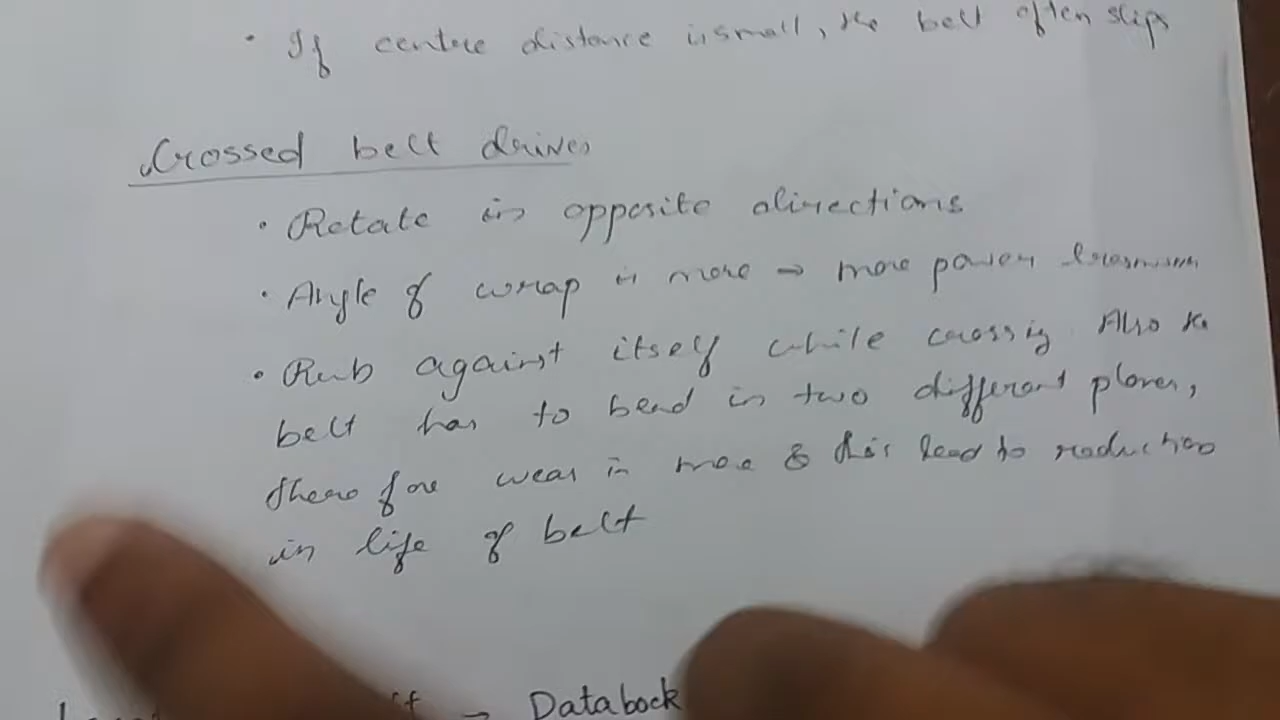 • If centre distance is small, the belt often slips
Crossed belt drives
• Rotate in opposite directions
• Angle of wrap is more → more power transmission
• Rub against itself while crossing. Also the
belt has to bend in two different planes,
therefore wear is more & this lead to reduction
in life of belt
→ Databook